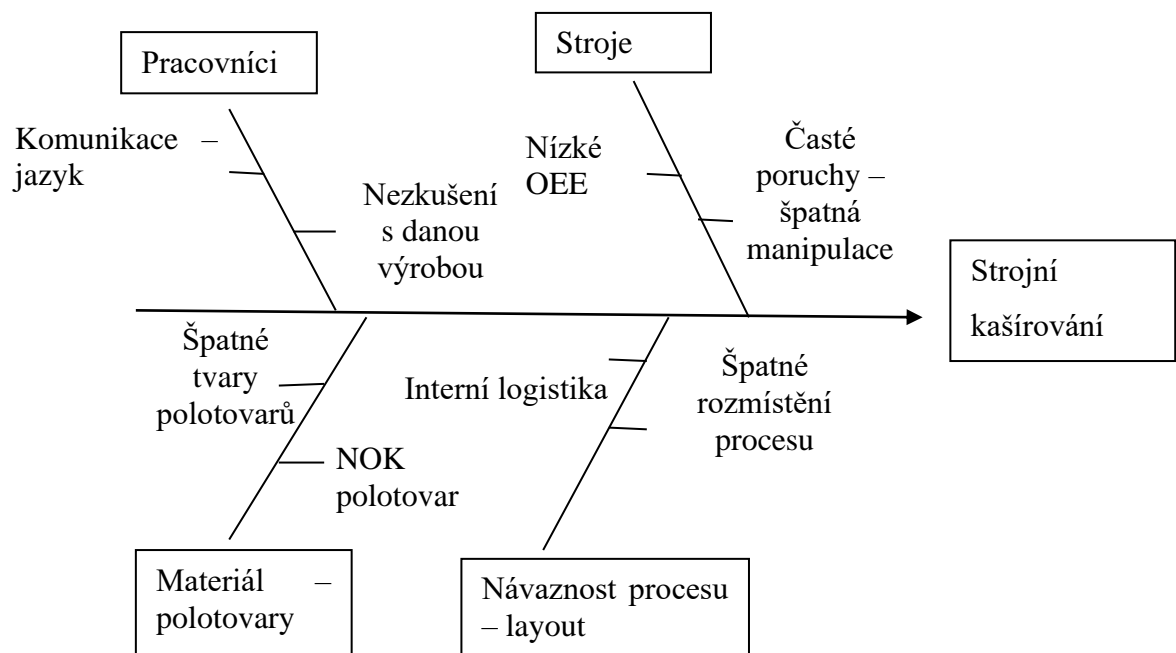 Pracovníci
Stroje
Komunikace –
jazyk
Nezkušení
s danou
výrobou
Nízké
OEE
Časté
poruchy –
špatná
manipulace
Strojní
kašírování
Špatné
tvary
polotovarů
NOK
polotovar
Interní logistika
Špatné
rozmístění
procesu
Materiál –
polotovary
Návaznost procesu
– layout